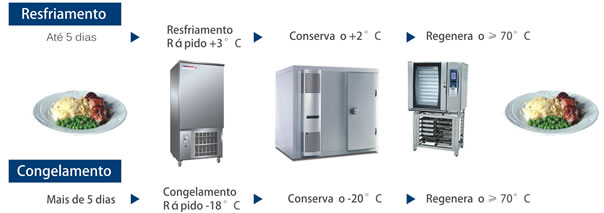 Resfriamento
Até 5 dias
Resfriamento
Rápido +3°C
Conserva o +2° C
Regenera o ⩾ 70° C
Congelamento
Mais de 5 dias
Congelamento
Rápido -18° C
Conserva o -20° C
Regenera o ⩾ 70° C